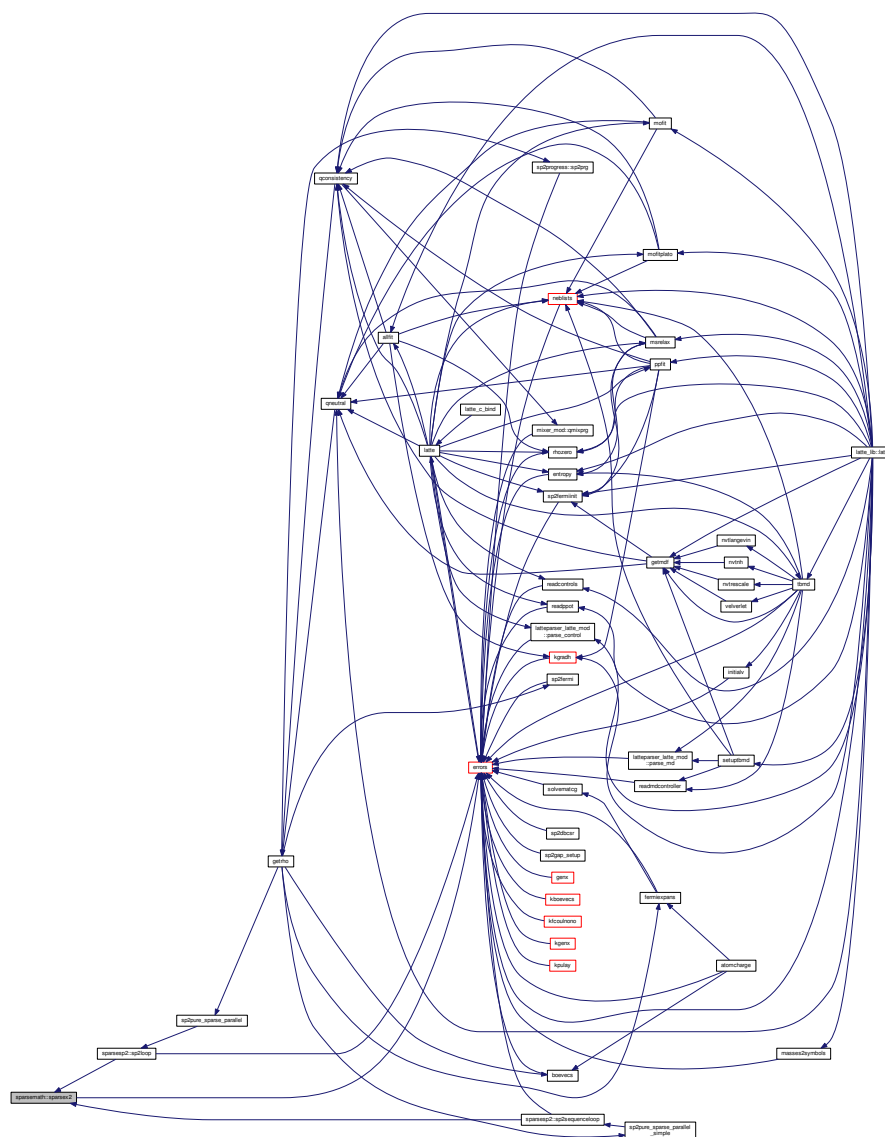 mofit
sp2progress::sp2prg
qconsistency
mofitplato
neblists
allfit
msrelax
ppfit
qneutral
latte_c_bind
mixer_mod::qmixprg
latte
rhozero
latte_lib::lat
entropy
sp2fermiinit
nvtlangevin
getmdf
nvtnh
readcontrols
nvtrescale
tbmd
readppot
velverlet
latteparser_latte_mod
::parse_control
kgradh
initialv
sp2fermi
latteparser_latte_mod
::parse_md
setuptbmd
errors
readmdcontroller
solvematcg
sp2dbcsr
sp2gap_setup
getrho
genx
kboevecs
fermiexpans
kfcoulnono
kgenx
kpulay
atomcharge
sp2pure_sparse_parallel
sparsesp2::sp2loop
masses2symbols
boevecs
sparsemath::sparsex2
sparsesp2::sp2sequenceloop
sp2pure_sparse_parallel
_simple